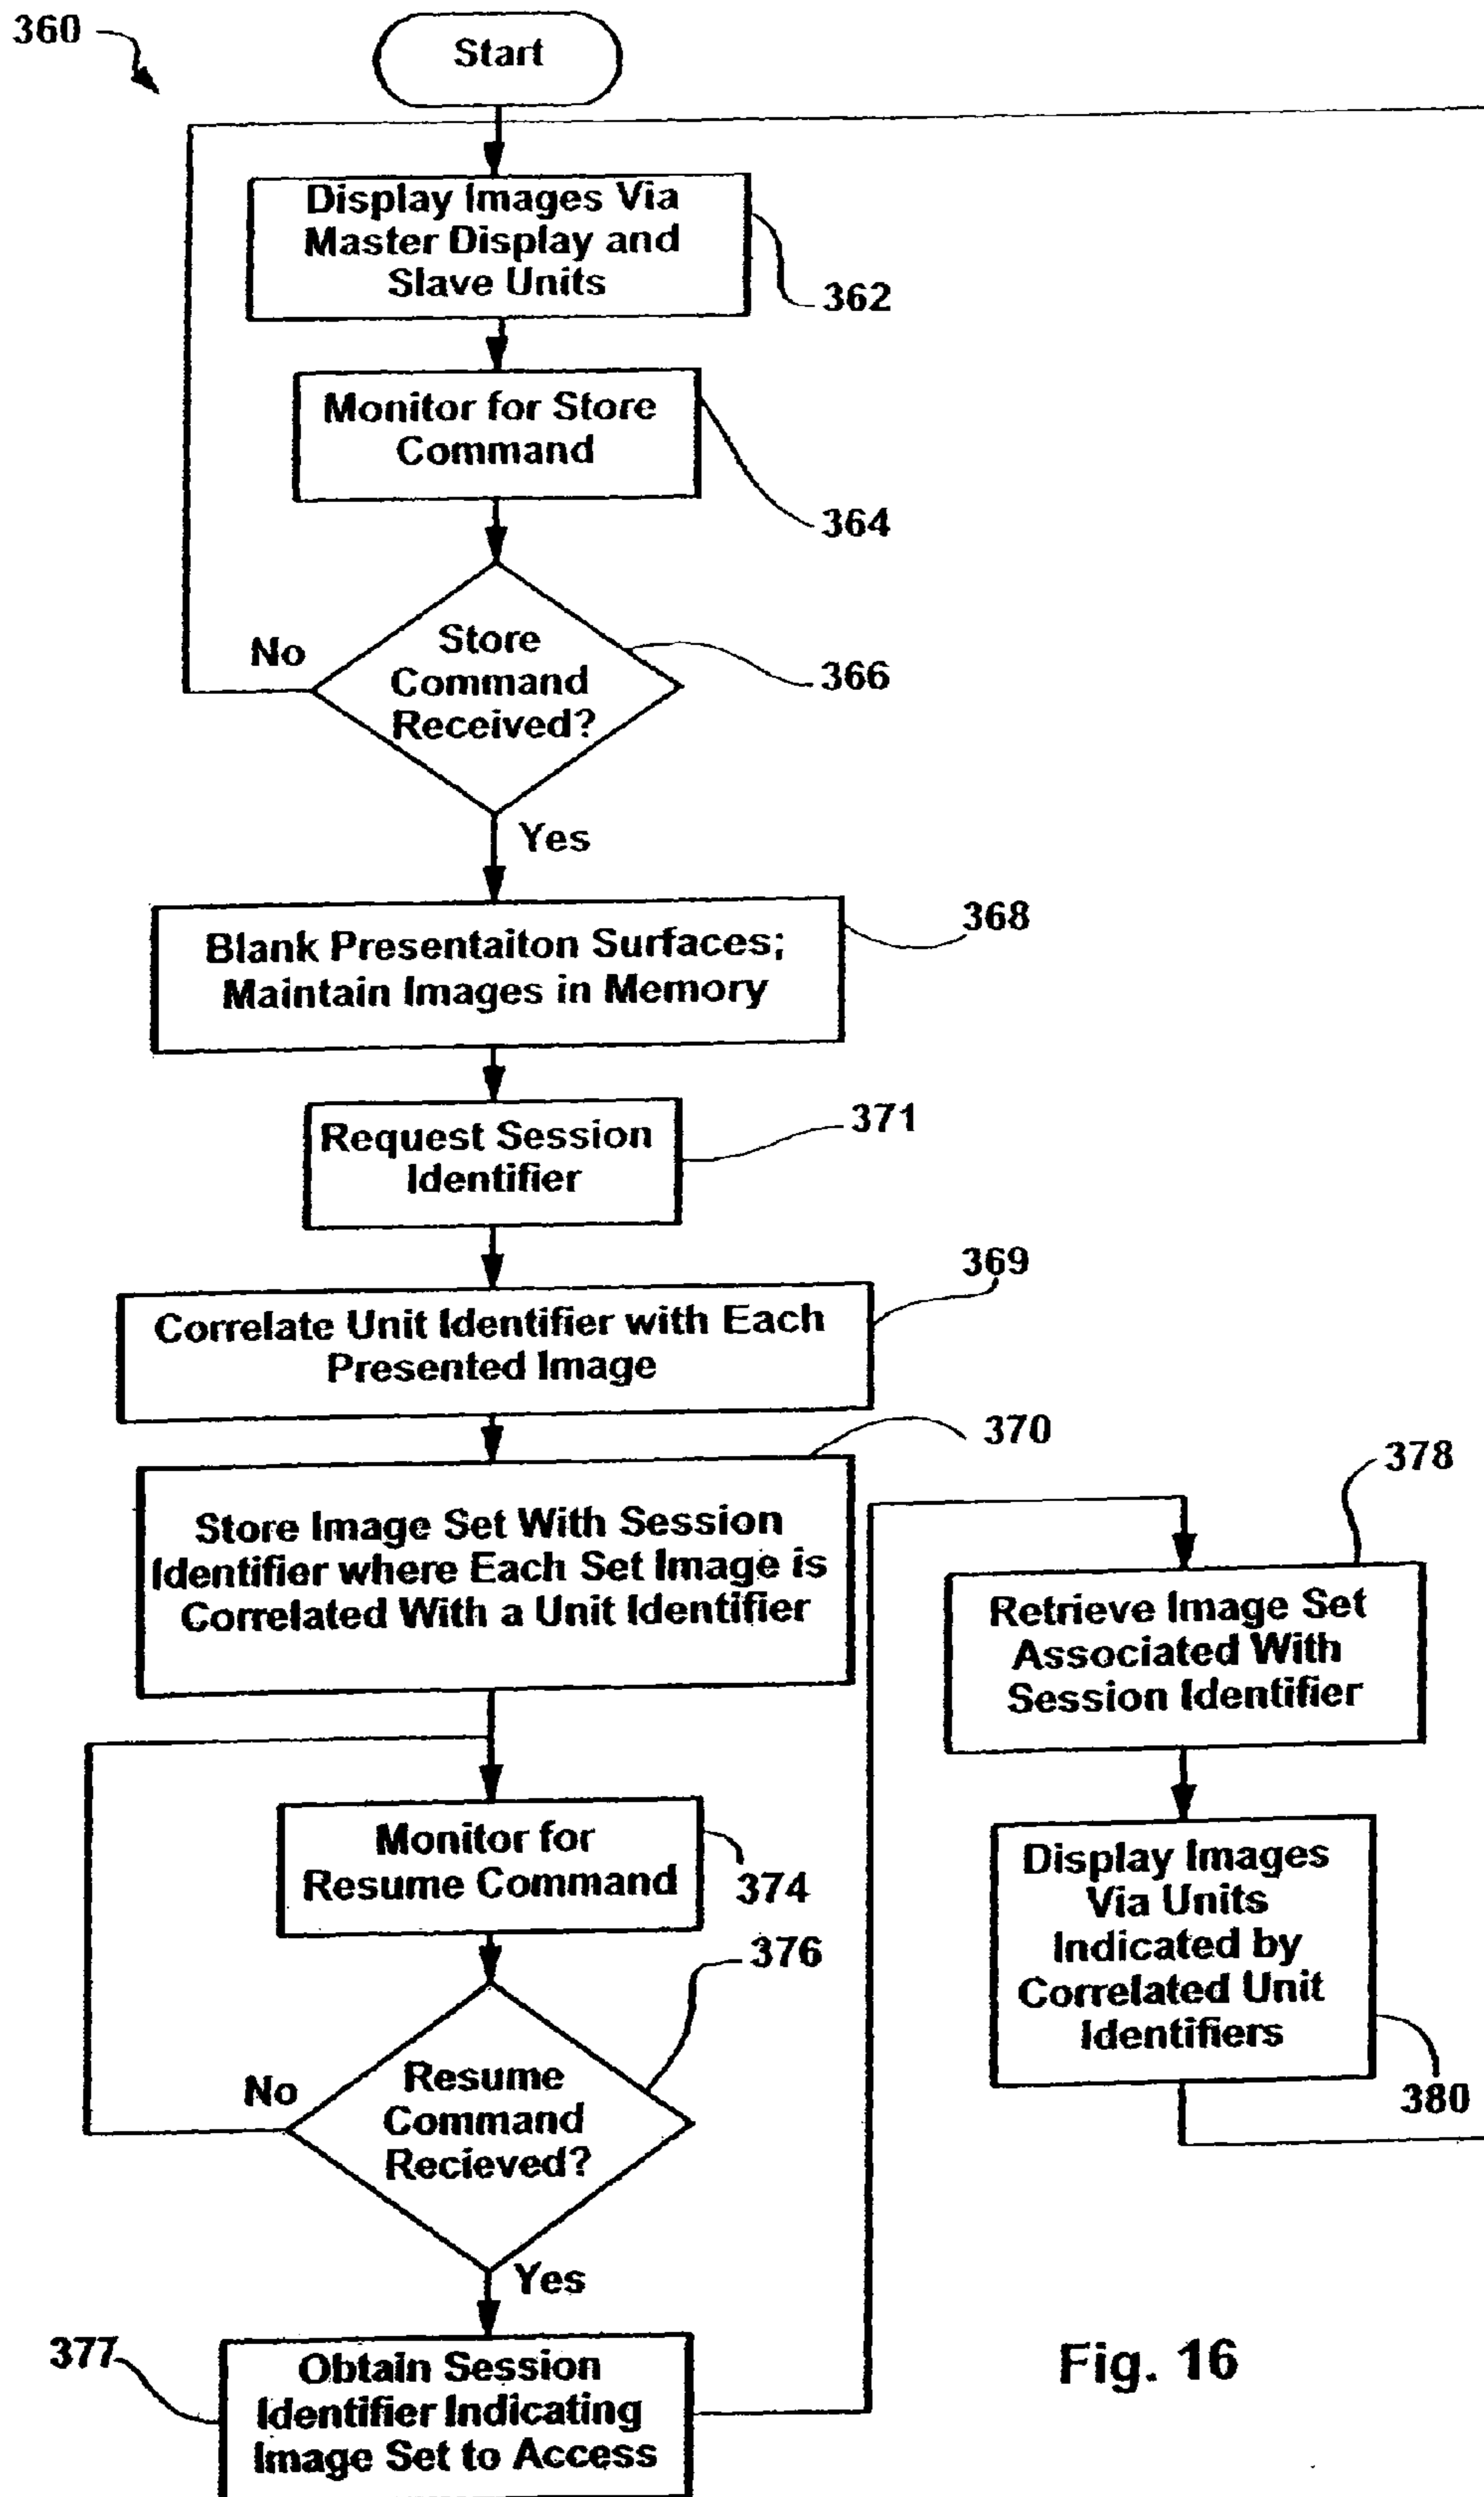 360
Start
Display Images Via
Master Display and
Slave Units
362
Monitor for Store
Command
364
Store
Command
Received?
No
366
Yes
Blank Presentaiton Surfaces;
Maintain Images in Memory
368
Request Session
Identifier
371
Correlate Unit Identifier with Each
Presented Image
369
Store Image Set With Session
Identifier where Each Set Image is
Correlated With a Unit Identifier
370
Monitor for
Resume Command
374
Resume
Command
Recieved?
No
376
Yes
Obtain Session
Identifier Indicating
Image Set to Access
377
Retrieve Image Set
Associated With
Session Identifier
378
Display Images
Via Units
Indicated by
Correlated Unit
Identifiers
380
Fig. 16